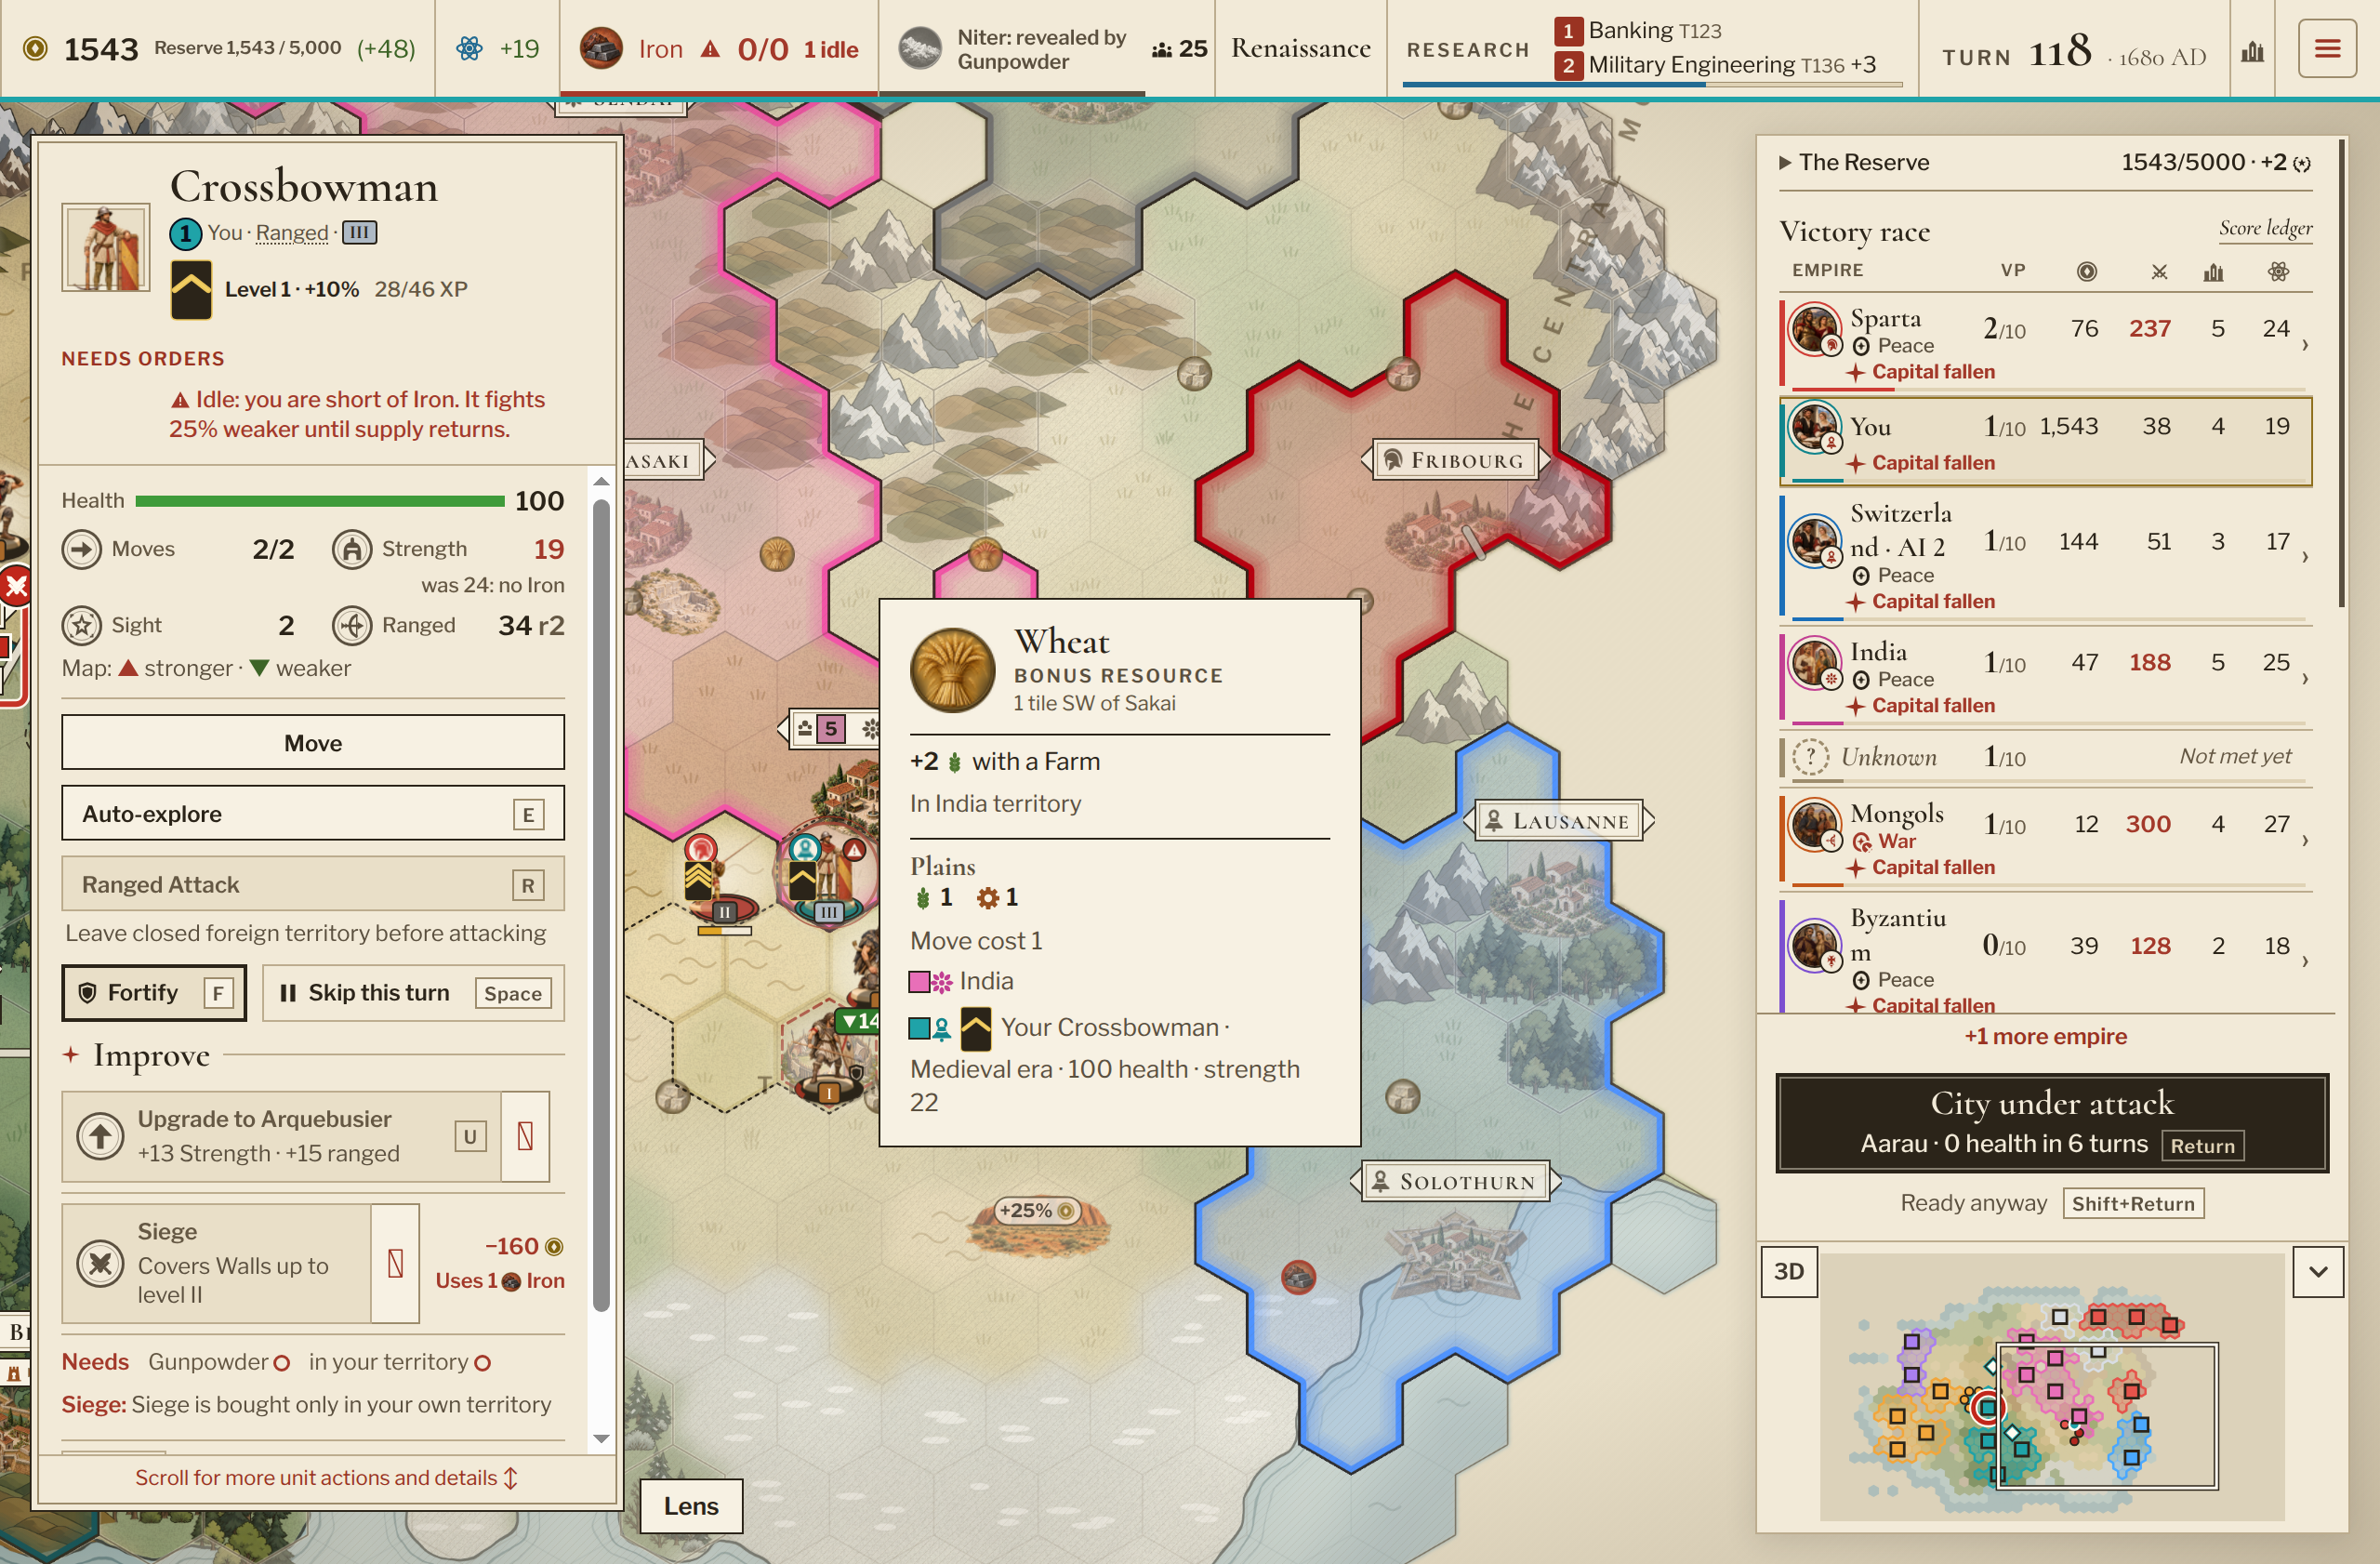 1543 Reserve 1,543 / 5,000 (+48)
+19
Iron 0/0 1 idle
Niter: revealed by
Gunpowder
25
Renaissance
RESEARCH
1 Banking T123
2 Military Engineering T136 +3
TURN 118 · 1680 AD
Crossbowman
1 You · Ranged · III
Level 1 · +10% 28/46 XP
NEEDS ORDERS
Idle: you are short of Iron. It fights
25% weaker until supply returns.
Health 100
Moves 2/2
Strength 19
was 24: no Iron
Sight 2
Ranged 34 r2
Map: stronger · weaker
Move
Auto-explore E
Ranged Attack R
Leave closed foreign territory before attacking
Fortify F
Skip this turn Space
Improve
Upgrade to Arquebusier
+13 Strength · +15 ranged
U
Siege
Covers Walls up to
level II
−160
Uses 1 Iron
Needs Gunpowder in your territory
Siege: Siege is bought only in your own territory
Scroll for more unit actions and details
SENDAI
ASAKI
FRIBOURG
THE CENTRAL M
5
II
III
14
I
T
LAUSANNE
SOLOTHURN
+25%
Lens
Wheat
BONUS RESOURCE
1 tile SW of Sakai
+2 with a Farm
In India territory
Plains
1 1
Move cost 1
India
Your Crossbowman ·
Medieval era · 100 health · strength
22
The Reserve 1543/5000 · +2
Victory race Score ledger
EMPIRE VP
Sparta 2/10 76 237 5 24
Peace
Capital fallen
You 1/10 1,543 38 4 19
Capital fallen
Switzerla
nd · AI 2 1/10 144 51 3 17
Peace
Capital fallen
India 1/10 47 188 5 25
Peace
Capital fallen
? Unknown 1/10 Not met yet
Mongols 1/10 12 300 4 27
War
Capital fallen
Byzantiu
m 0/10 39 128 2 18
Peace
Capital fallen
+1 more empire
City under attack
Aarau · 0 health in 6 turns Return
Ready anyway Shift+Return
3D